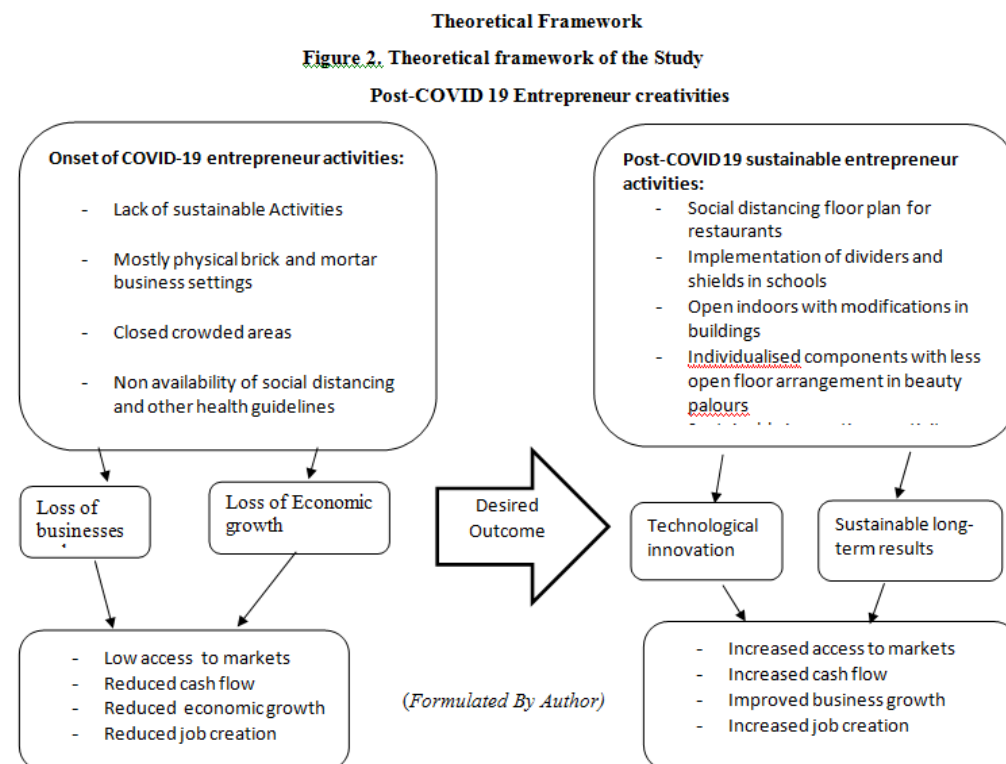 Theoretical Framework
Figure 2. Theoretical framework of the Study
Post-COVID 19 Entrepreneur creativities
Onset of COVID-19 entrepreneur activities:
- Lack of sustainable Activities
- Mostly physical brick and mortar
business settings
- Closed crowded areas
- Non availability of social distancing
and other health guidelines
Post-COVID 19 sustainable entrepreneur
activities:
- Social distancing floor plan for
restaurants
- Implementation of dividers and
shields in schools
- Open indoors with modifications in
buildings
- Individualised components with less
open floor arrangement in beauty
palours
Loss of
businesses
Loss of Economic
growth
Desired
Outcome
Technological
innovation
Sustainable long-
term results
- Low access to markets
- Reduced cash flow
- Reduced economic growth
- Reduced job creation
(Formulated By Author)
- Increased access to markets
- Increased cash flow
- Improved business growth
- Increased job creation